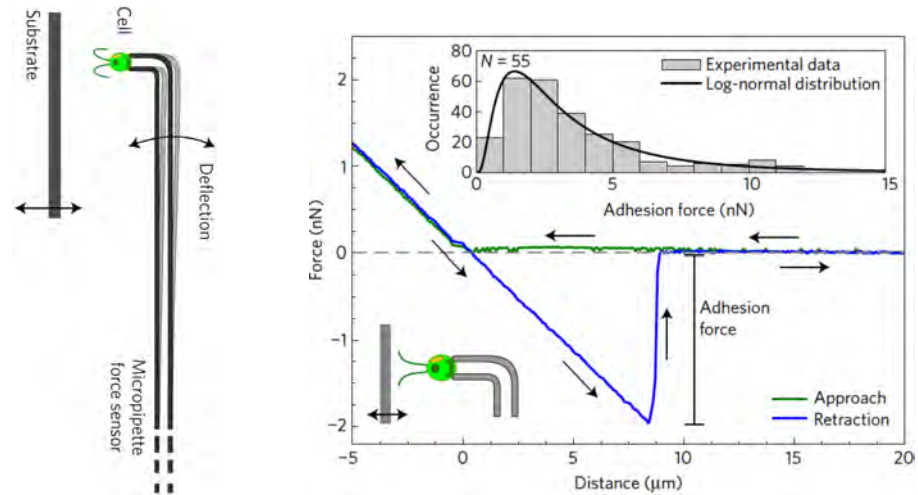 Substrate
Cell
Deflection
Micropipette
force sensor
Force (nN)
2
1
0
−1
−2
−5
0
5
10
15
20
Distance (μm)
Occurrence
80
60
40
20
0
0
5
10
15
Adhesion force (nN)
N = 55
Experimental data
Log-normal distribution
Adhesion
force
Approach
Retraction